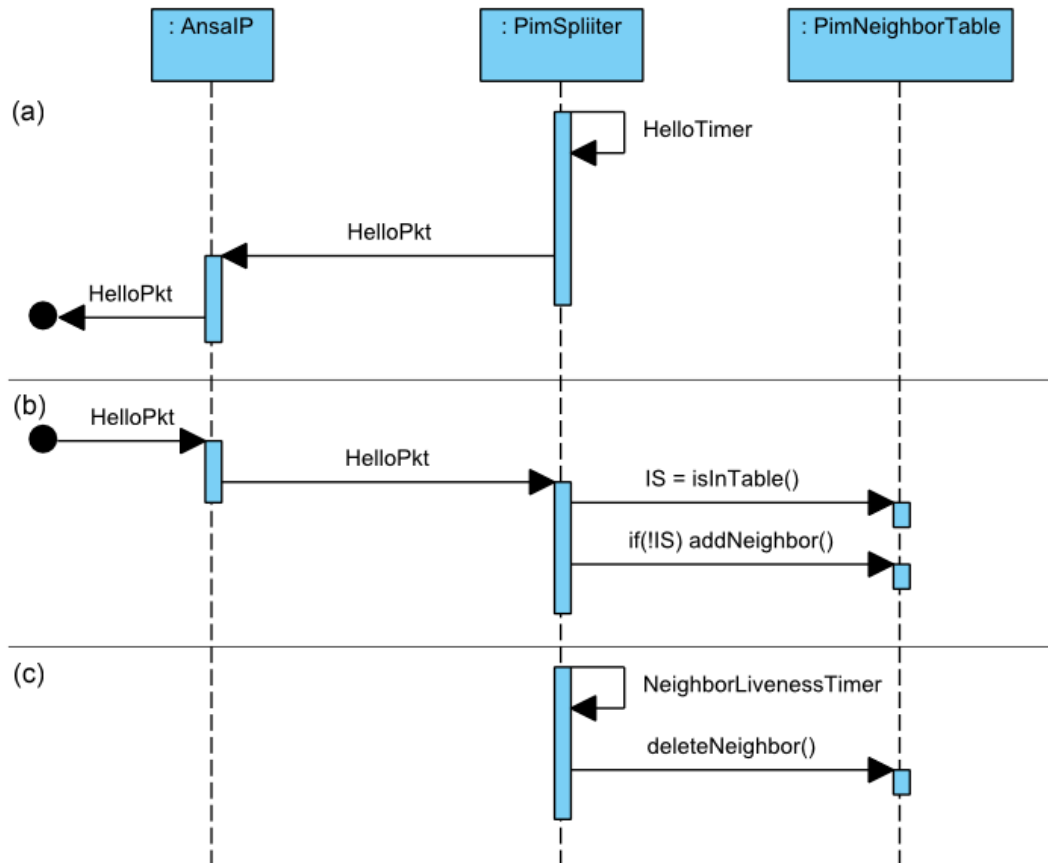 : AnsaIP
: PimSpliiter
: PimNeighborTable
(a)
HelloTimer
HelloPkt
HelloPkt
(b)
HelloPkt
HelloPkt
IS = isInTable()
if(!IS) addNeighbor()
(c)
NeighborLivenessTimer
deleteNeighbor()